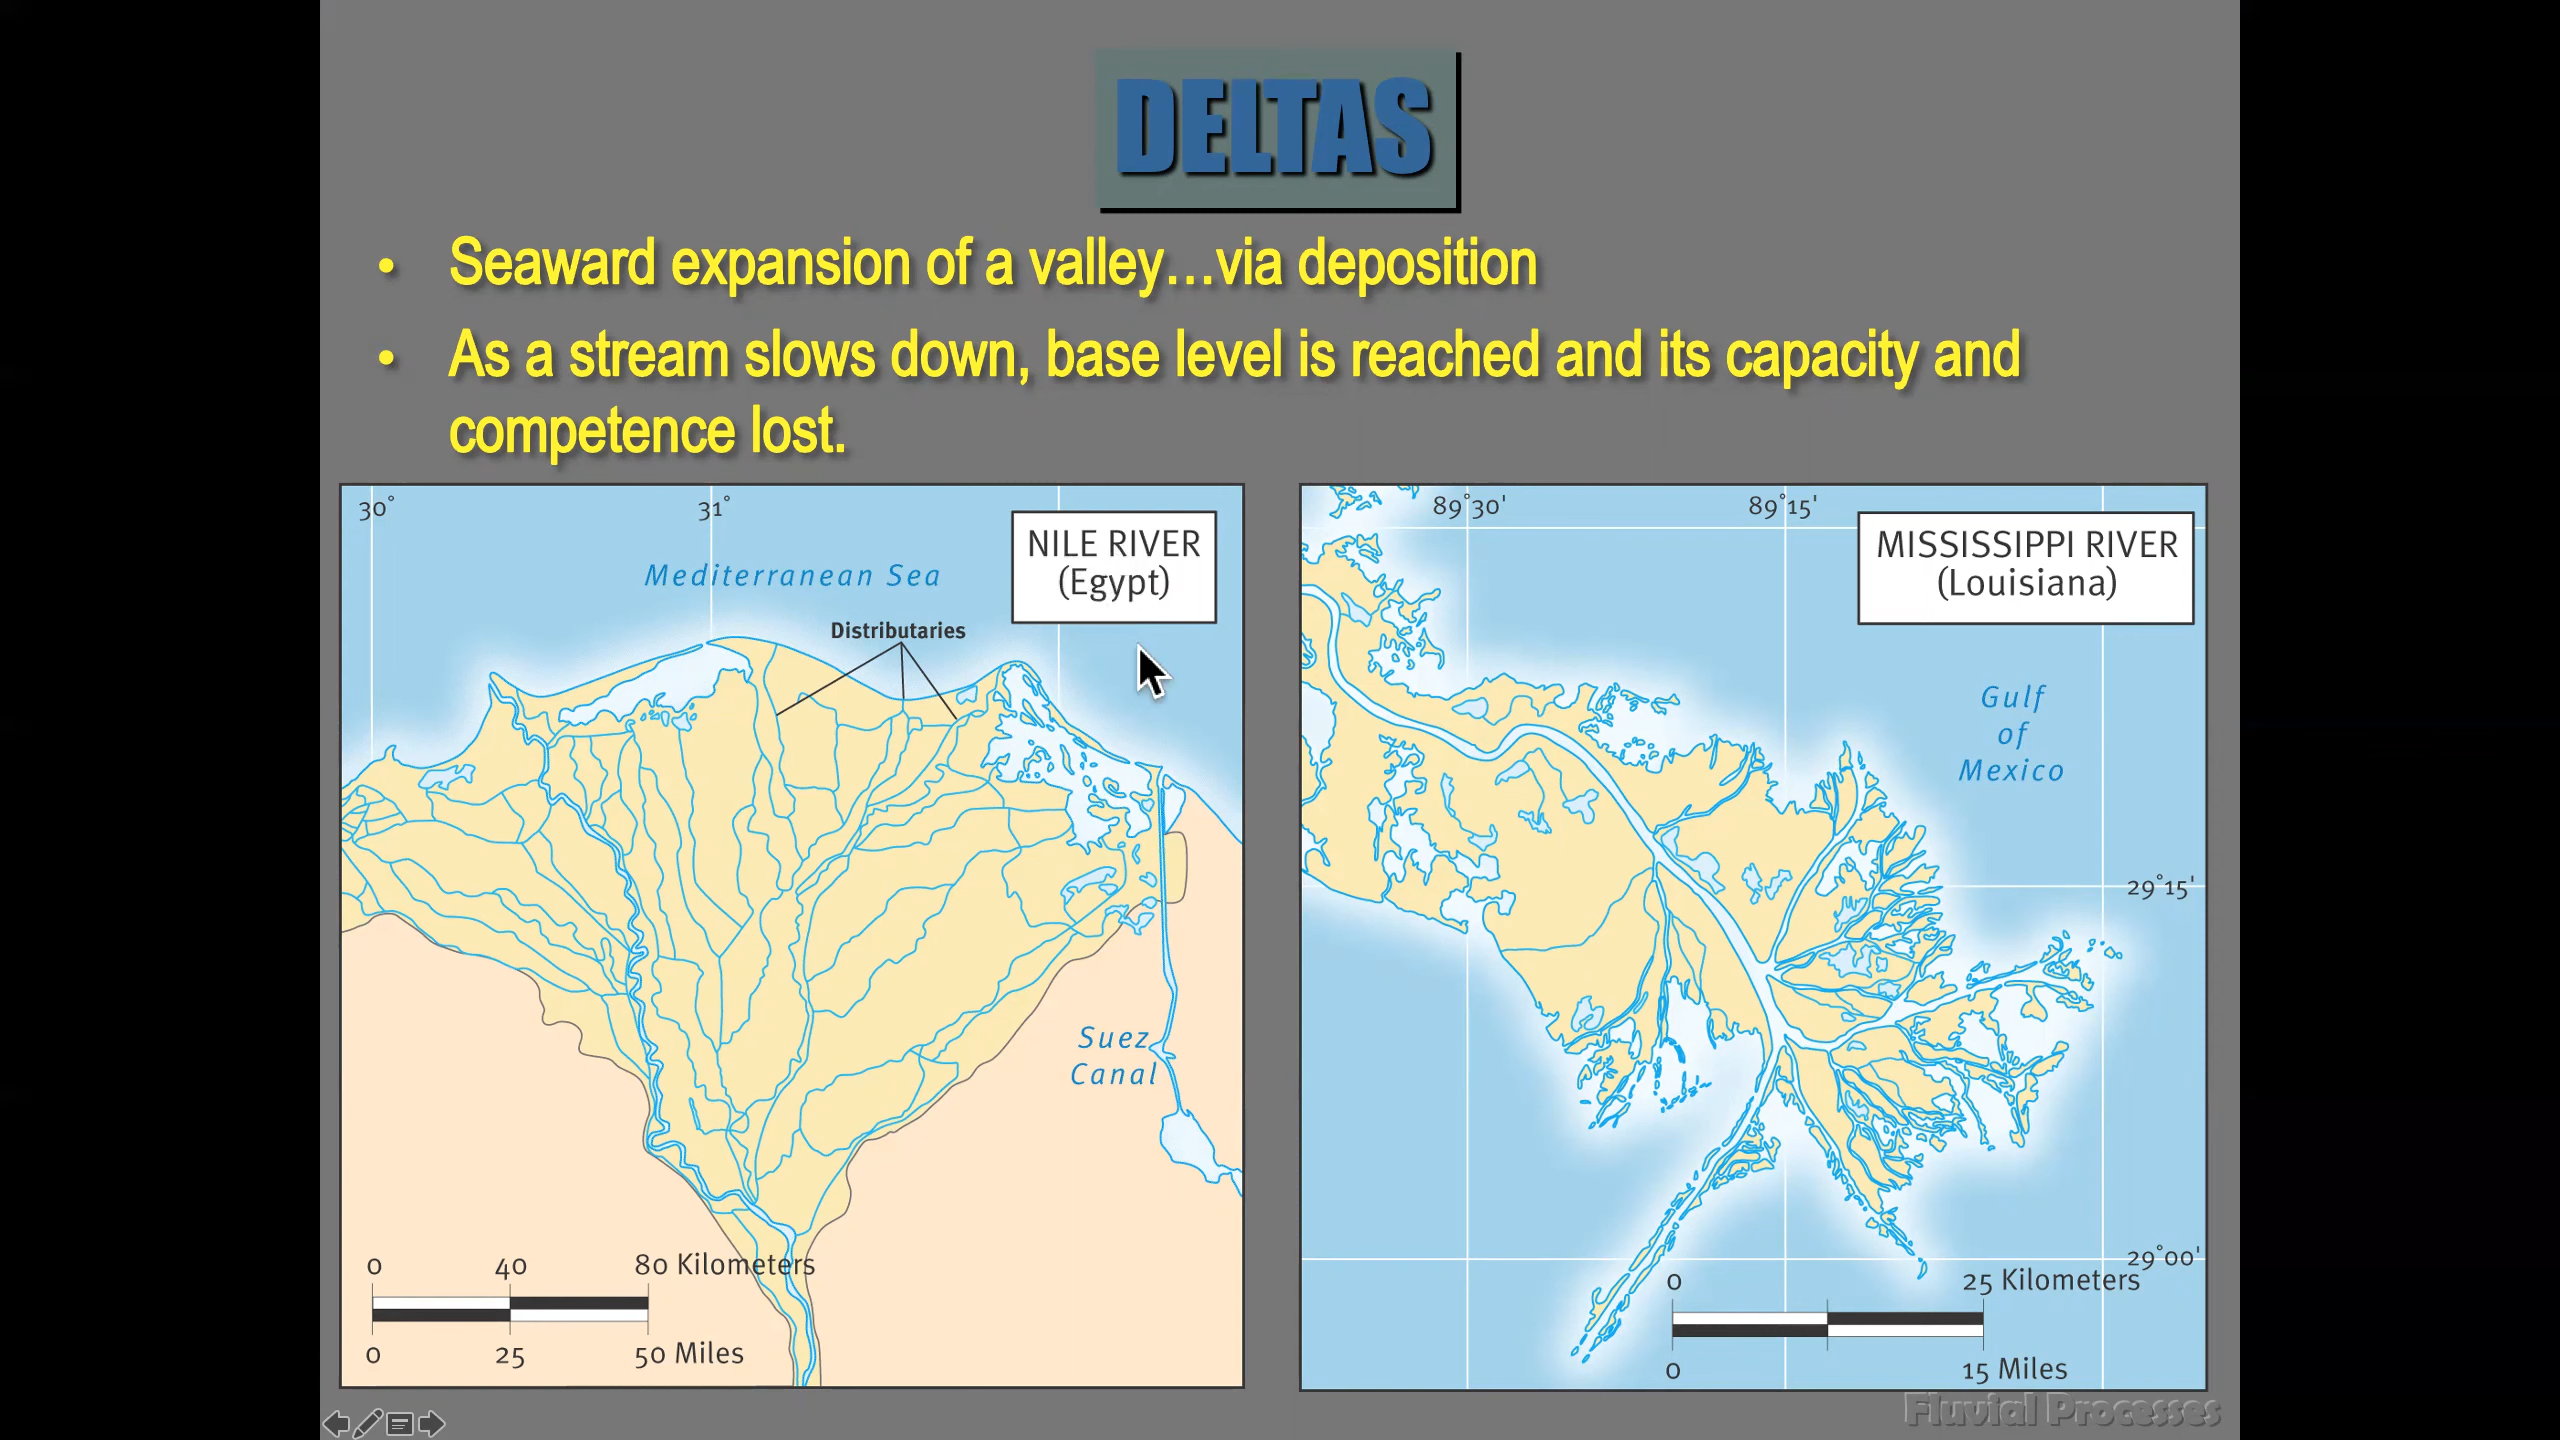 DELTAS
• Seaward expansion of a valley…via deposition
• As a stream slows down, base level is reached and its capacity and
competence lost.
30°
31°
NILE RIVER
(Egypt)
Mediterranean Sea
Distributaries
Suez
Canal
0 40 80 Kilometers
0 25 50 Miles
89°30'
89°15'
MISSISSIPPI RIVER
(Louisiana)
Gulf
of
Mexico
29°15'
29°00'
0 25 Kilometers
0 15 Miles
Fluvial Processes